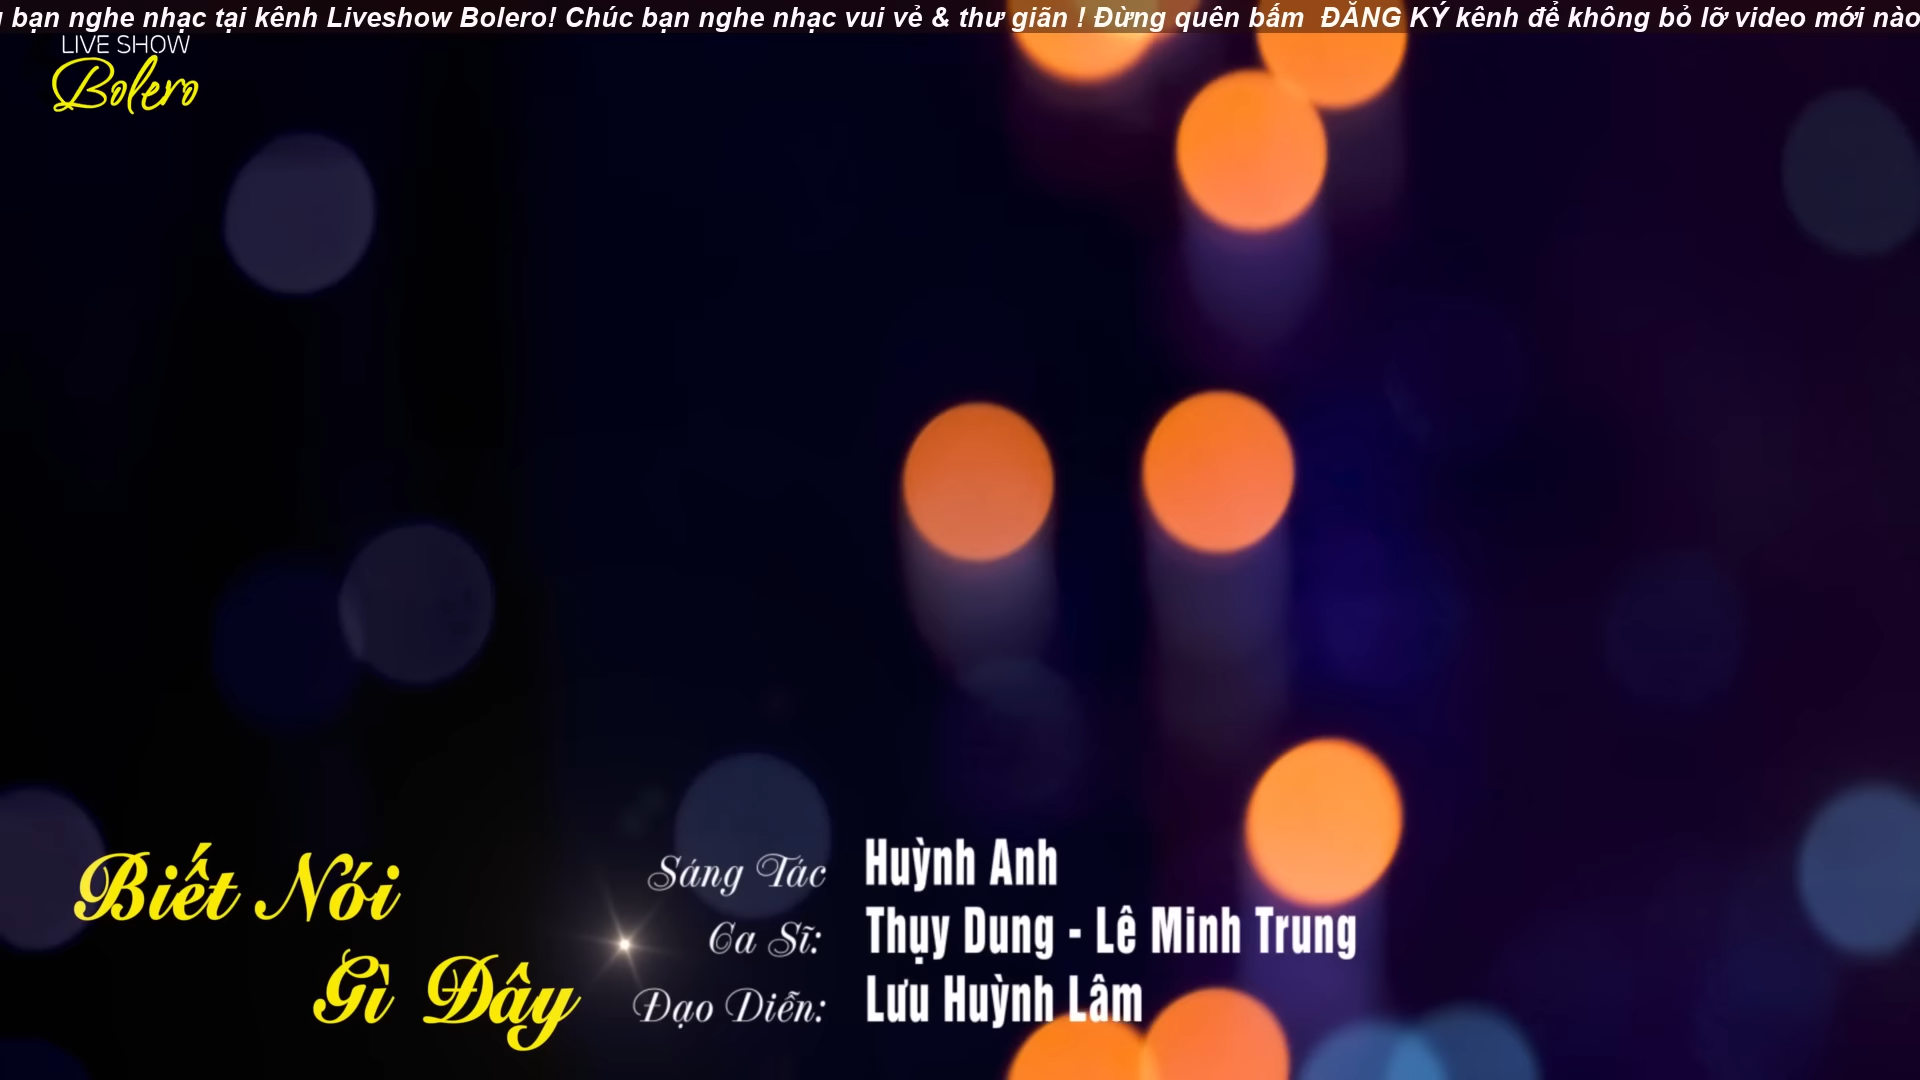 bạn nghe nhạc tại kênh Liveshow Bolero! Chúc bạn nghe nhạc vui vẻ & thư giãn ! Đừng quên bấm ĐĂNG KÝ kênh để không bỏ lỡ video mới nào
LIVE SHOW
Bolero
Biết Nói
Gì Đây
Sáng Tác Huỳnh Anh
Ca Sĩ: Thụy Dung - Lê Minh Trung
Đạo Diễn: Lưu Huỳnh Lâm